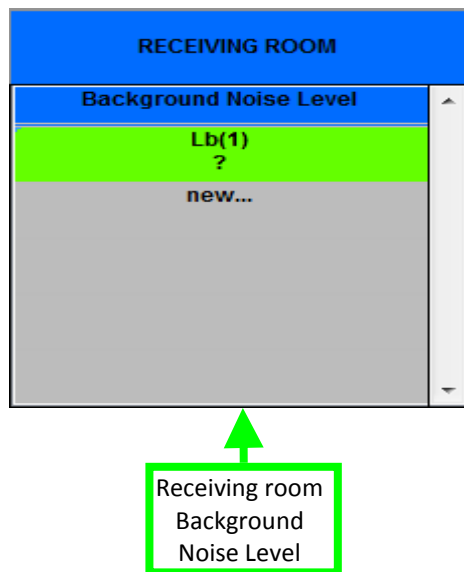 RECEIVING ROOM
Background Noise Level
Lb(1)
?
new...
Receiving room
Background
Noise Level